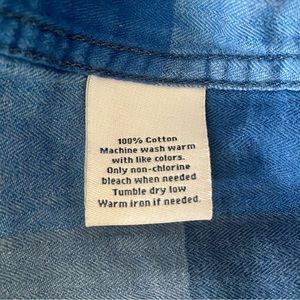 100% Cotton
Machine wash warm
with like colors.
Only non-chlorine
bleach when needed
Tumble dry low
Warm iron if needed.